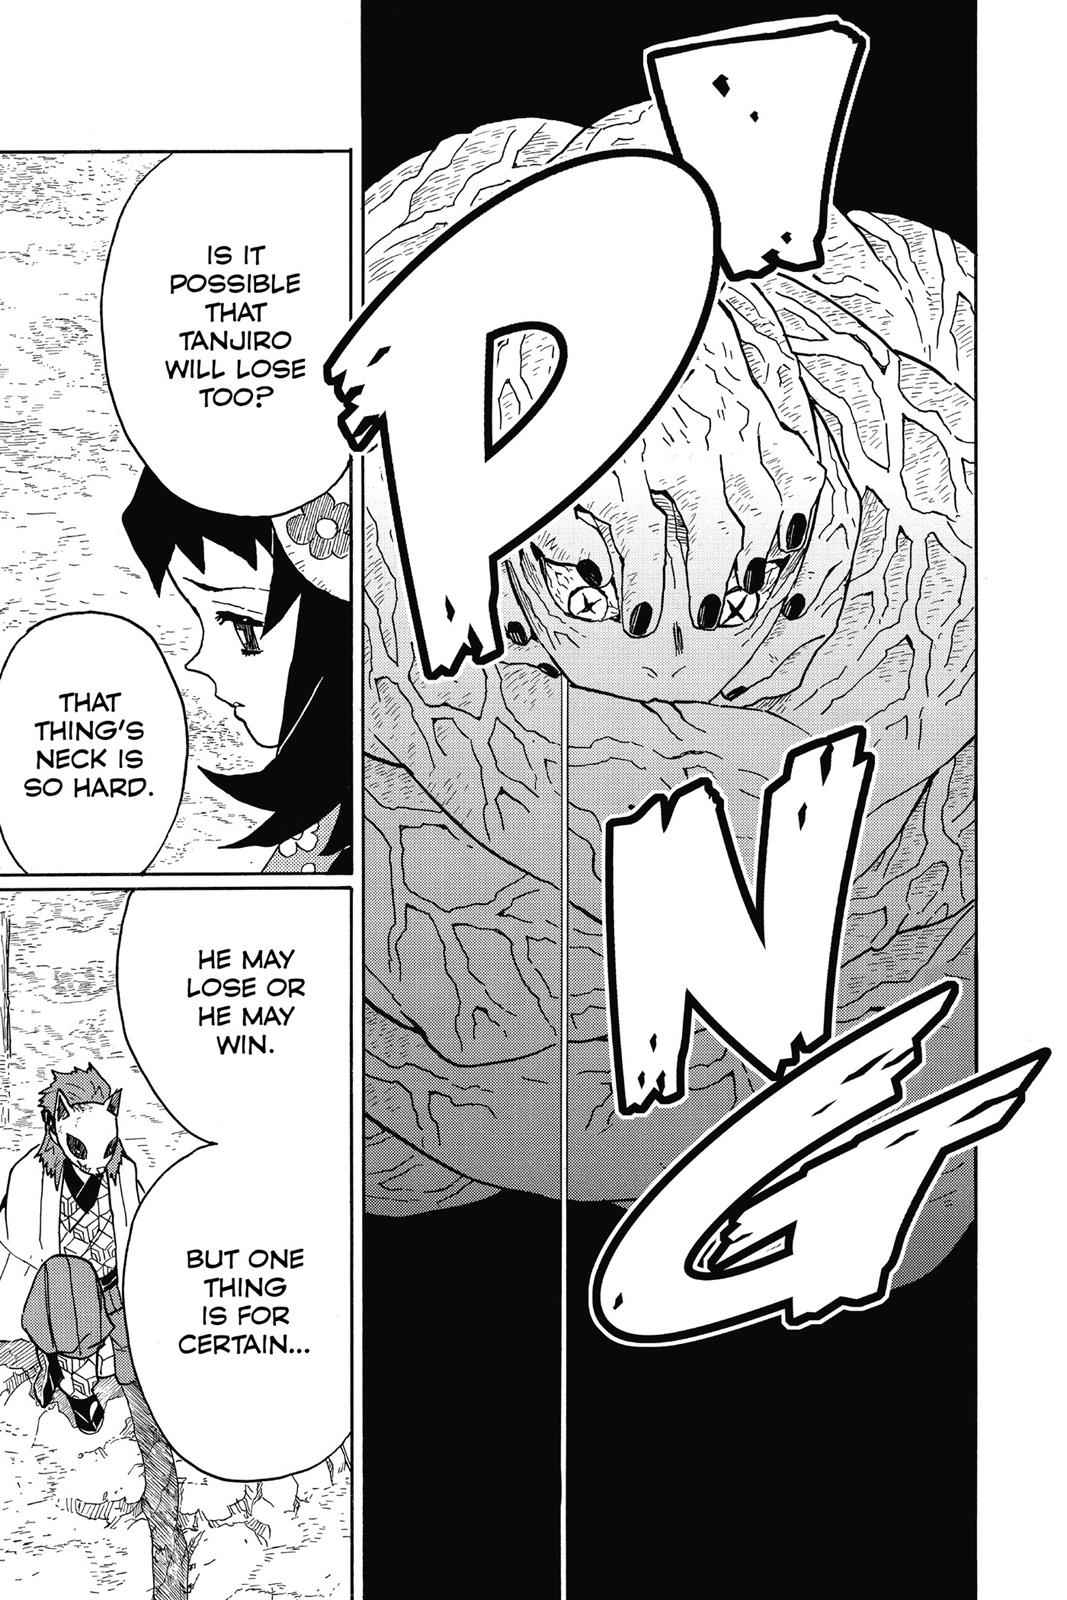 PING
IS IT
POSSIBLE
THAT
TANJIRO
WILL LOSE
TOO?
THAT
THING'S
NECK IS
SO HARD.
HE MAY
LOSE OR
HE MAY
WIN.
BUT ONE
THING
IS FOR
CERTAIN...